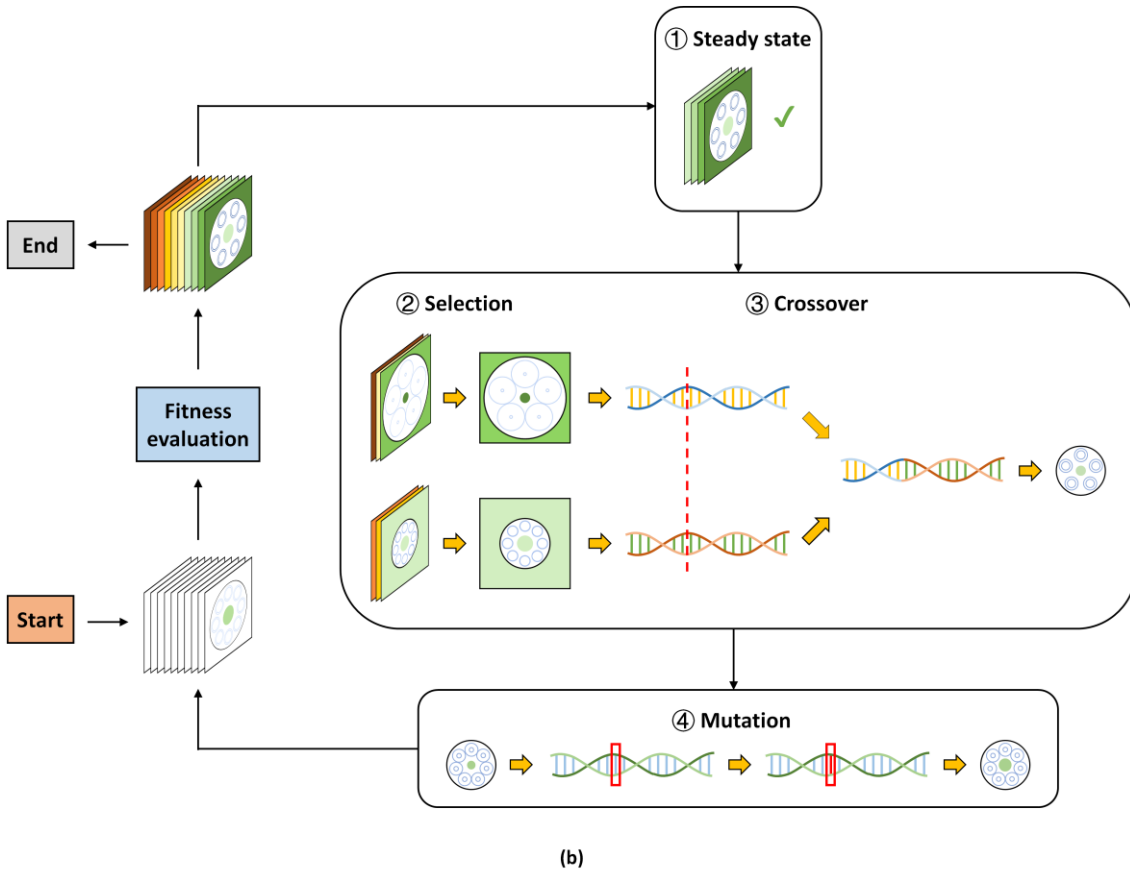 ① Steady state
End
② Selection
③ Crossover
Fitness
evaluation
Start
④ Mutation
(b)